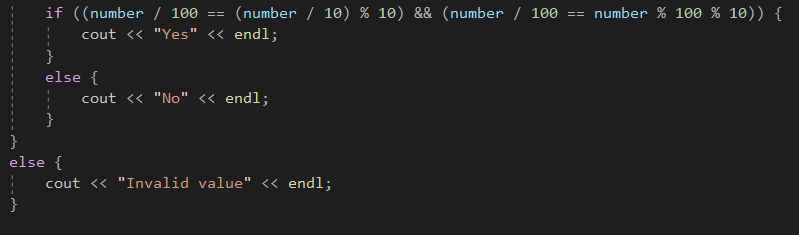 if ((number / 100 == (number / 10) % 10) && (number / 100 == number % 100 % 10)) {
cout << "Yes" << endl;
}
else {
cout << "No" << endl;
}
}
else {
cout << "Invalid value" << endl;
}